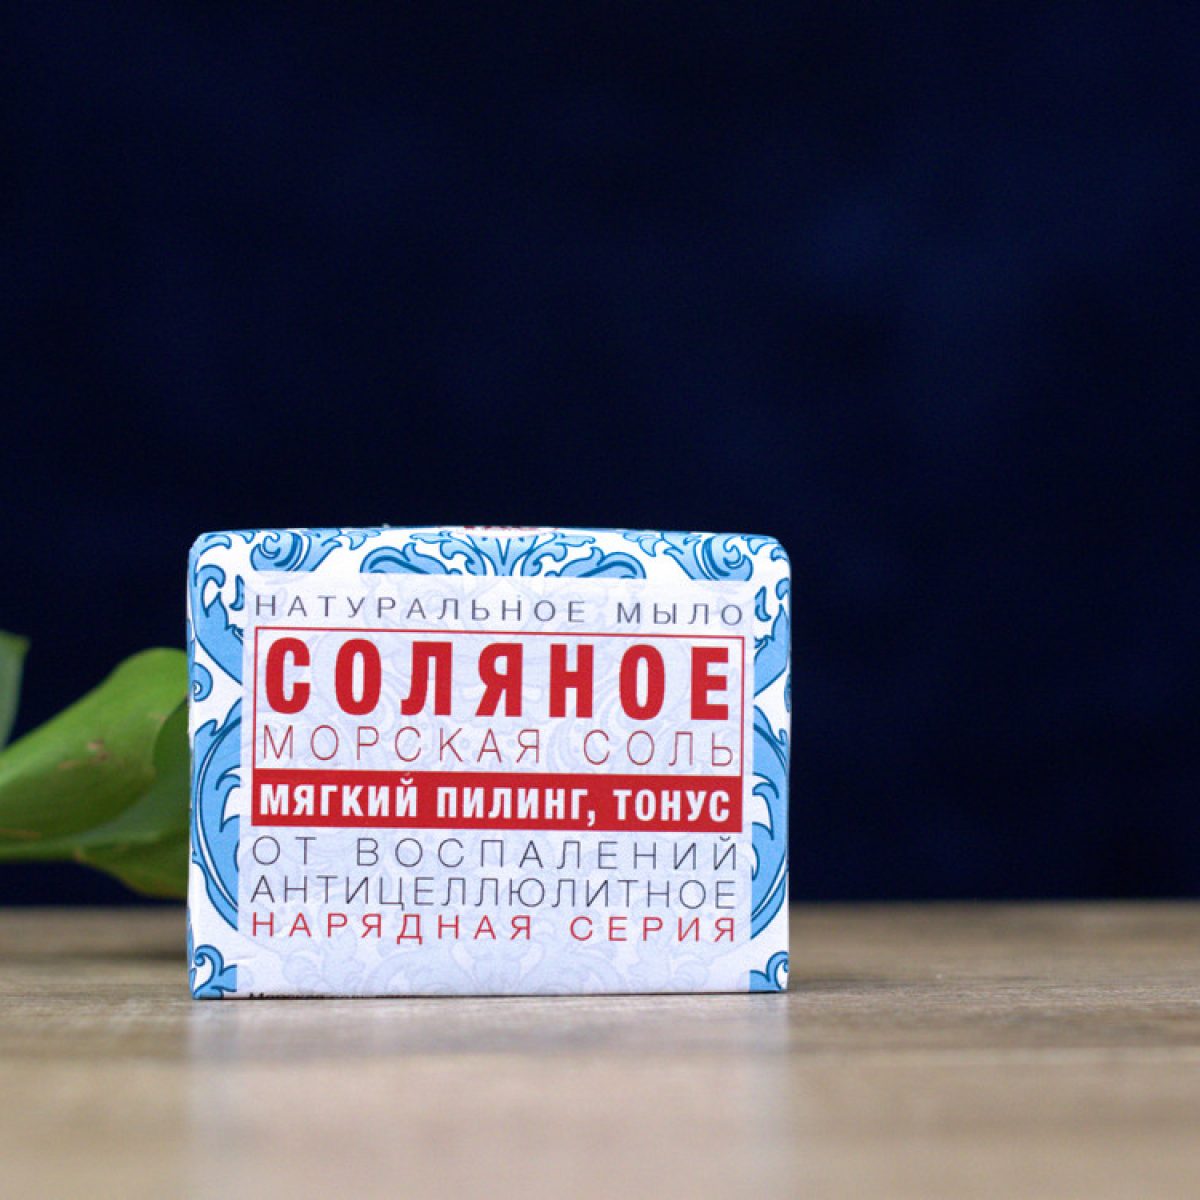 НАТУРАЛЬНОЕ МЫЛО
СОЛЯНОЕ
МОРСКАЯ СОЛЬ
МЯГКИЙ ПИЛИНГ, ТОНУС
ОТ ВОСПАЛЕНИЙ
АНТИЦЕЛЛЮЛИТНОЕ
НАРЯДНАЯ СЕРИЯ